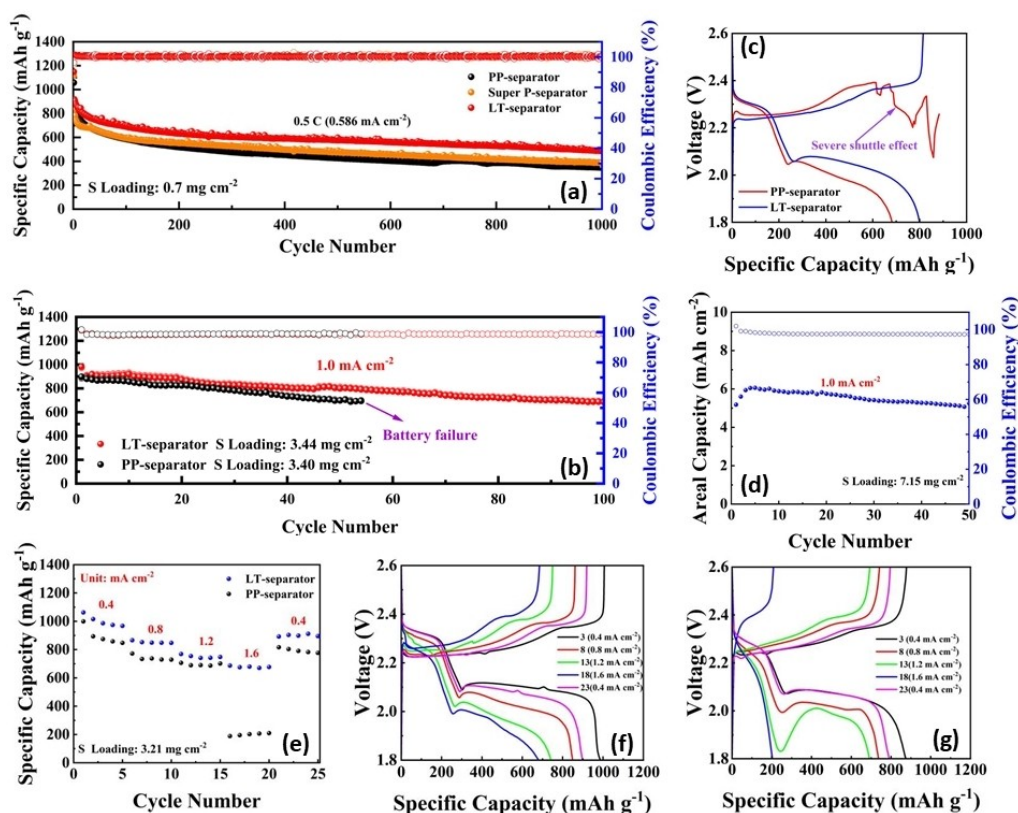 1400
1200
1000
800
600
400
200
0
Specific Capacity (mAh g⁻¹)
PP-separator
Super P-separator
LT-separator
0.5 C (0.586 mA cm⁻²)
S Loading: 0.7 mg cm⁻²
(a)
100
80
60
40
20
0
Coulombic Efficiency (%)
0 200 400 600 800 1000
Cycle Number
(c)
2.6
2.4
2.2
2.0
1.8
Voltage (V)
Severe shuttle effect
PP-separator
LT-separator
0 200 400 600 800 1000
Specific Capacity (mAh g⁻¹)
1400
1200
1000
800
600
400
200
0
Specific Capacity (mAh g⁻¹)
1.0 mA cm⁻²
Battery failure
LT-separator S Loading: 3.44 mg cm⁻²
PP-separator S Loading: 3.40 mg cm⁻²
(b)
100
80
60
40
20
0
Coulombic Efficiency (%)
0 20 40 60 80 100
Cycle Number
10
8
6
4
2
0
Areal Capacity (mAh cm⁻²)
1.0 mA cm⁻²
(d)
S Loading: 7.15 mg cm⁻²
100
80
60
40
20
0
Coulombic Efficiency (%)
0 10 20 30 40 50
Cycle Number
1400
1200
1000
800
600
400
200
0
Specific Capacity (mAh g⁻¹)
Unit: mA cm⁻²
LT-separator
PP-separator
0.4
0.8
1.2
1.6
0.4
S Loading: 3.21 mg cm⁻²
(e)
0 5 10 15 20 25
Cycle Number
2.6
2.4
2.2
2.0
1.8
Voltage (V)
3 (0.4 mA cm⁻²)
8 (0.8 mA cm⁻²)
13(1.2 mA cm⁻²)
18(1.6 mA cm⁻²)
23(0.4 mA cm⁻²)
(f)
0 200 400 600 800 1000 1200
Specific Capacity (mAh g⁻¹)
2.6
2.4
2.2
2.0
1.8
Voltage (V)
3 (0.4 mA cm⁻²)
8 (0.8 mA cm⁻²)
13(1.2 mA cm⁻²)
18(1.6 mA cm⁻²)
23(0.4 mA cm⁻²)
(g)
0 200 400 600 800 1000 1200
Specific Capacity (mAh g⁻¹)